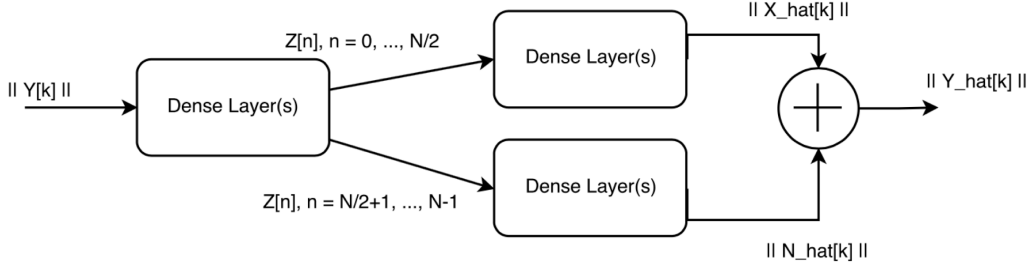 || Y[k] ||
Dense Layer(s)
Z[n], n = 0, ..., N/2
Z[n], n = N/2+1, ..., N-1
Dense Layer(s)
Dense Layer(s)
|| X_hat[k] ||
|| N_hat[k] ||
|| Y_hat[k] ||